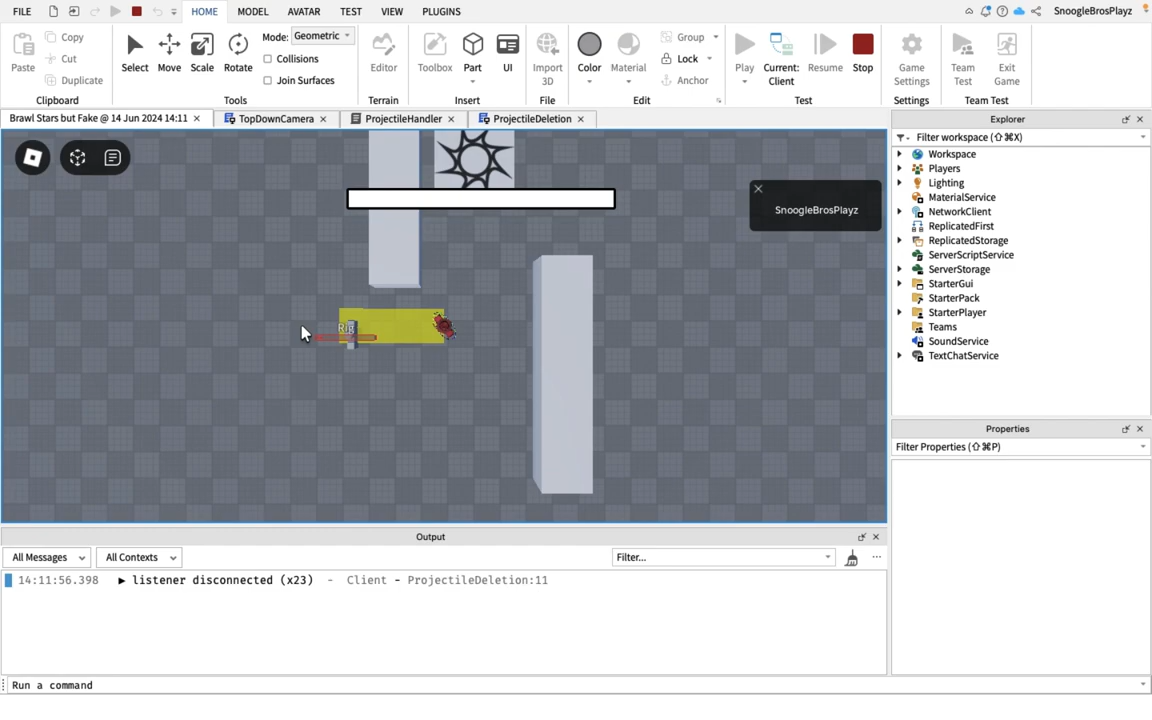 FILE HOME MODEL AVATAR TEST VIEW PLUGINS SnoogleBrosPlayz
Paste Copy Cut Duplicate
Clipboard
Select Move Scale Rotate
Mode: Geometric
Collisions
Join Surfaces
Tools
Editor
Terrain
Toolbox Part UI
Insert
Import
3D
File
Color Material
Group
Lock
Anchor
Edit
Play Current:
Client Resume Stop
Test
Game
Settings
Settings
Team
Test
Exit
Game
Team Test
Brawl Stars but Fake @ 14 Jun 2024 14:11 TopDownCamera ProjectileHandler ProjectileDeletion
SnoogleBrosPlayz
Rig
Explorer
Filter workspace (⇧⌘X)
Workspace
Players
Lighting
MaterialService
NetworkClient
ReplicatedFirst
ReplicatedStorage
ServerScriptService
ServerStorage
StarterGui
StarterPack
StarterPlayer
Teams
SoundService
TextChatService
Properties
Filter Properties (⇧⌘P)
Output
All Messages All Contexts Filter... ...
14:11:56.398 ▶ listener disconnected (x23) - Client - ProjectileDeletion:11
Run a command